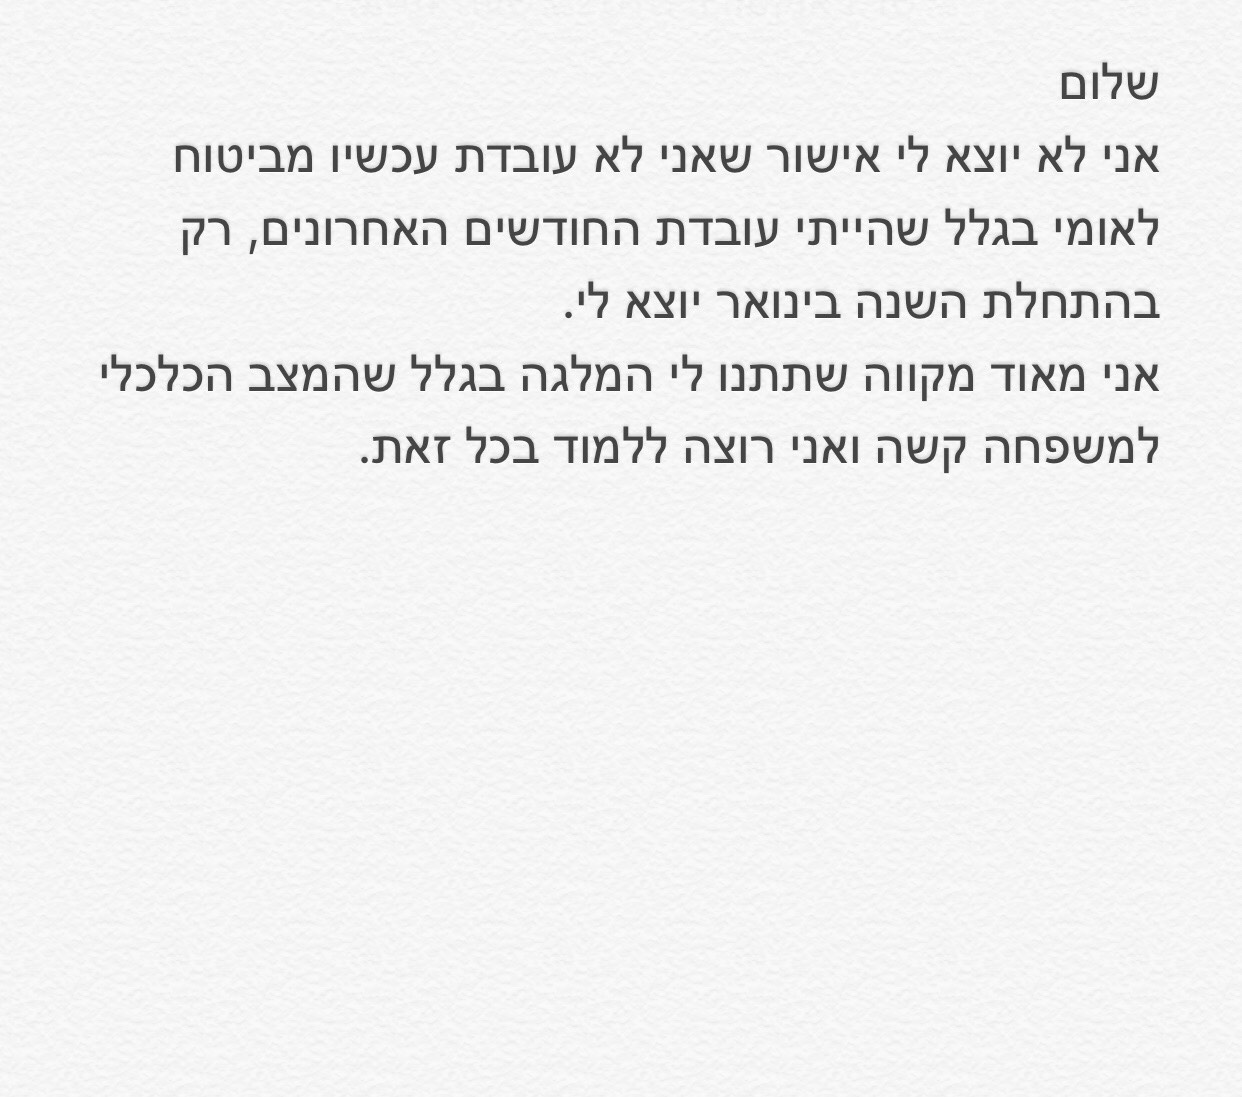 שלום
אני לא יוצא לי אישור שאני לא עובדת עכשיו מביטוח
לאומי בגלל שהייתי עובדת החודשים האחרונים, רק
בהתחלת השנה בינואר יוצא לי.
אני מאוד מקווה שתתנו לי המלגה בגלל שהמצב הכלכלי
למשפחה קשה ואני רוצה ללמוד בכל זאת.